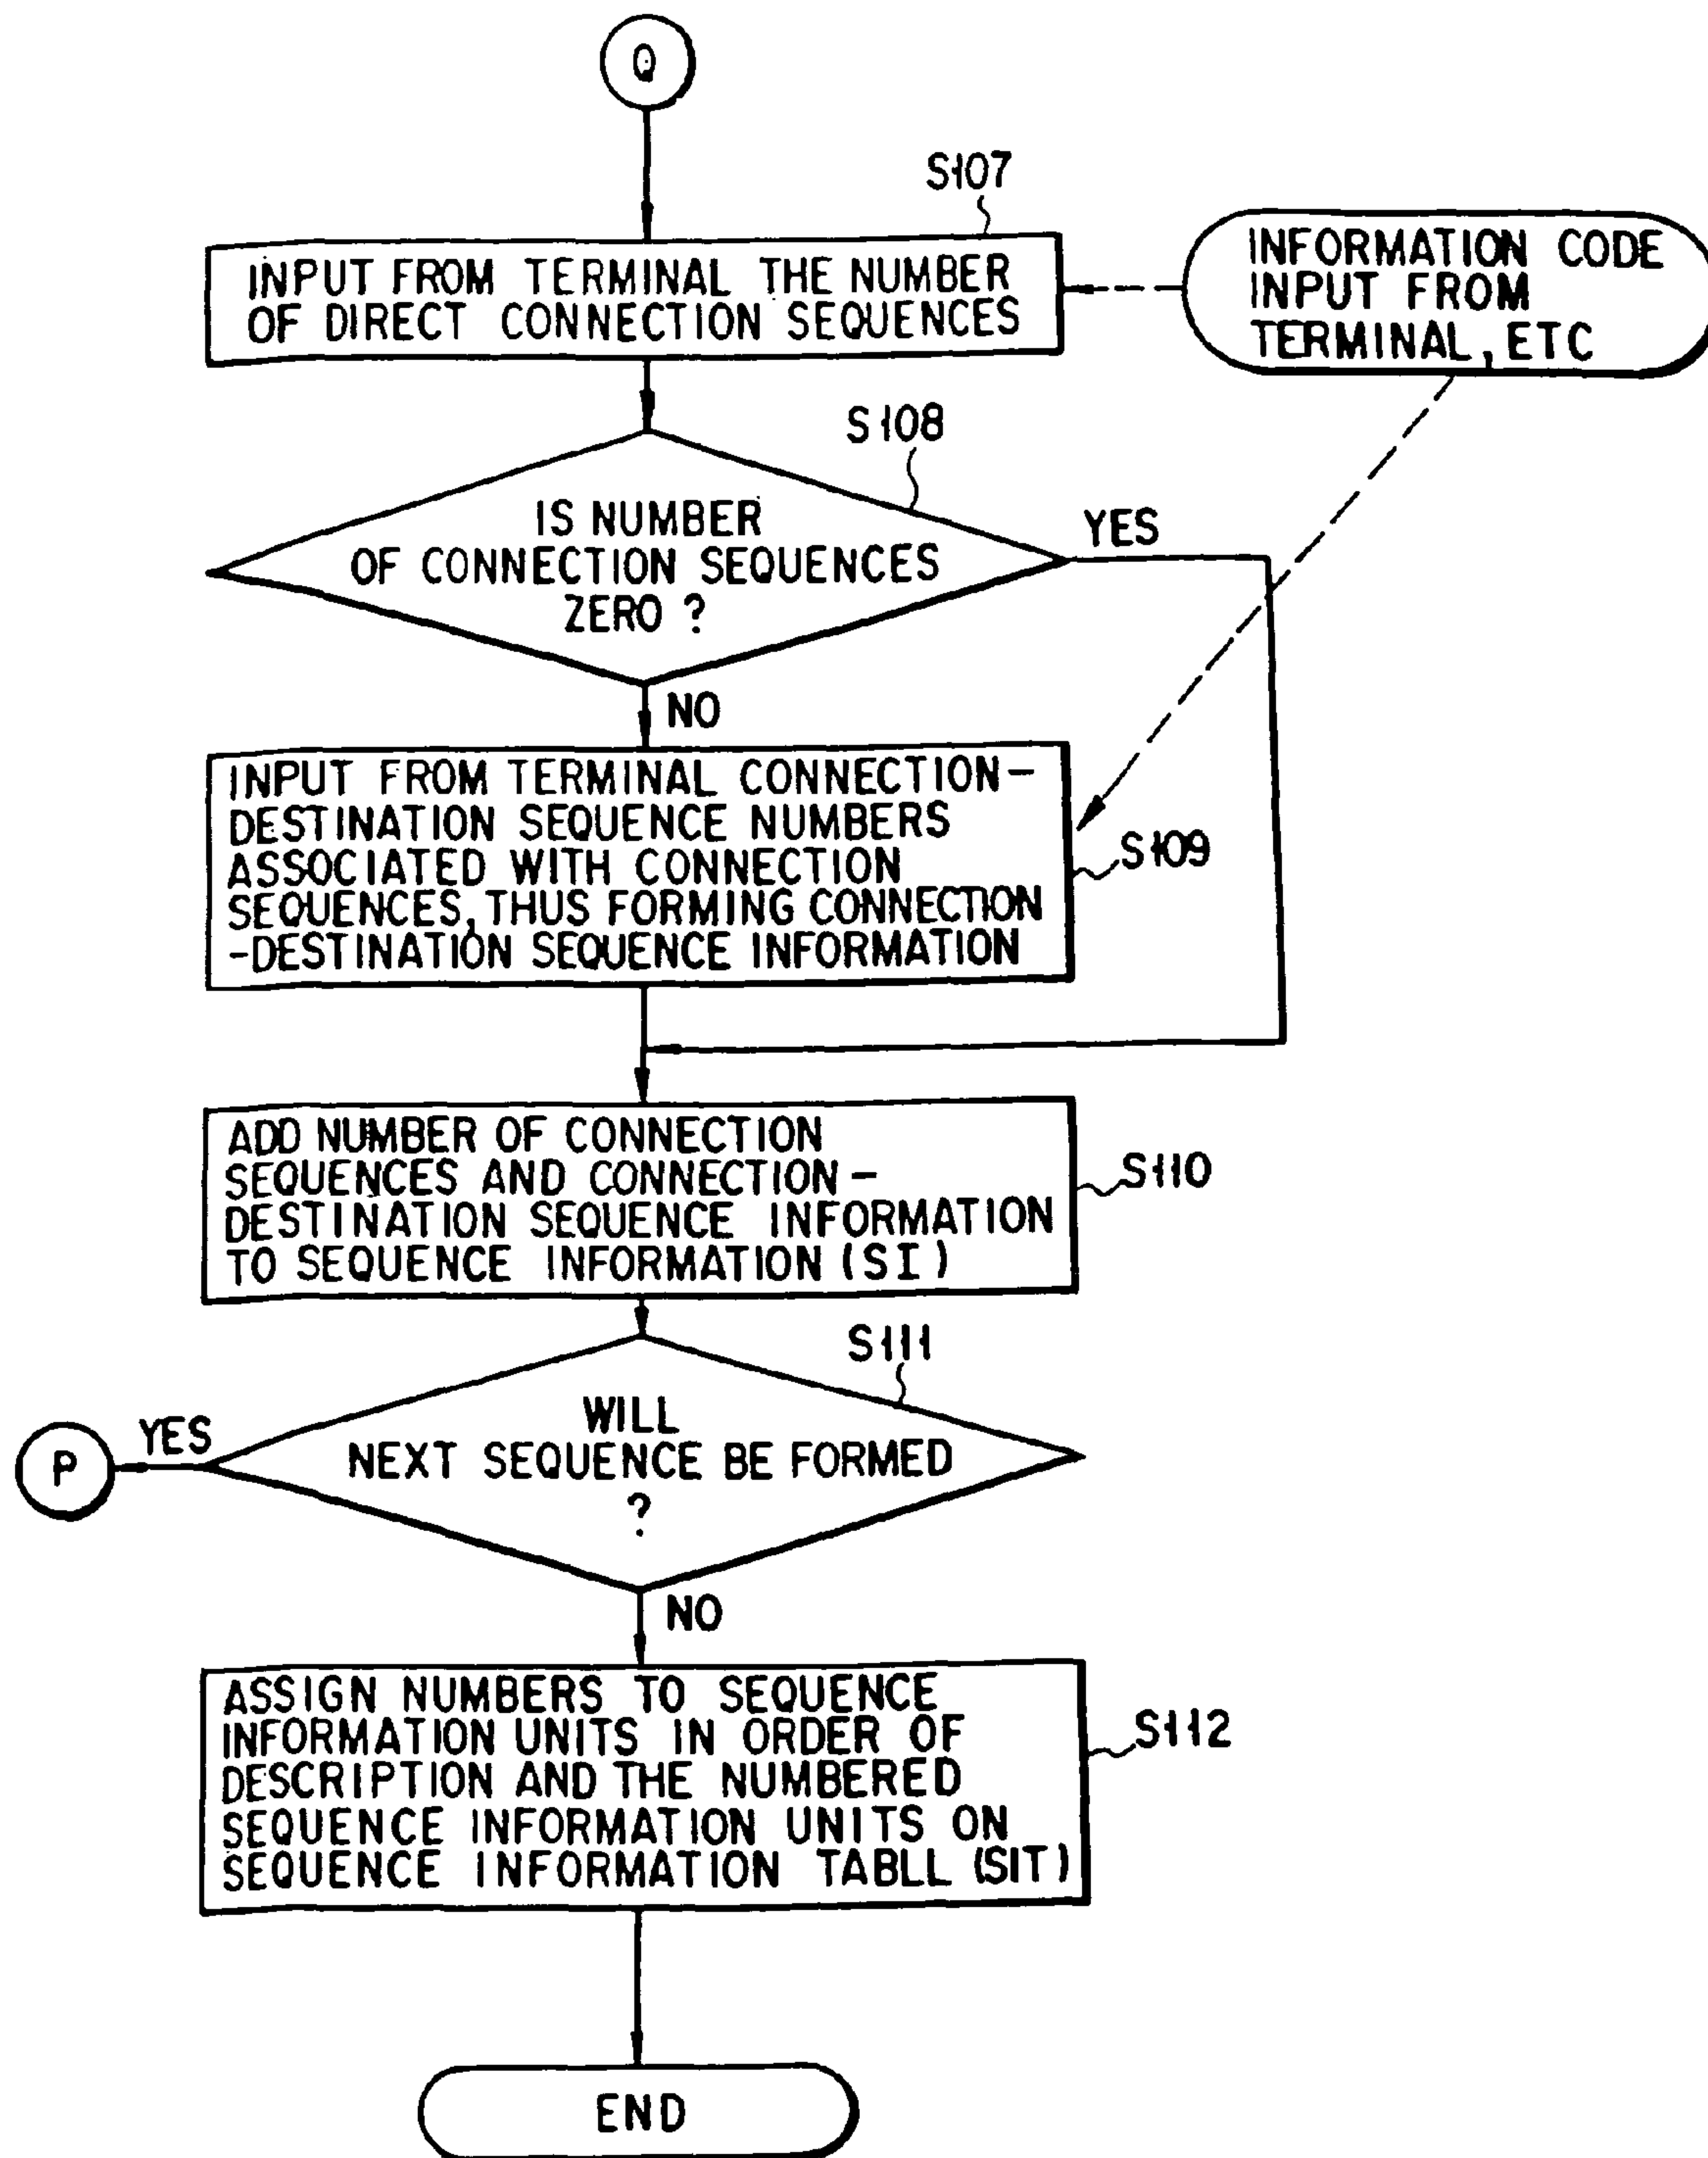 Q
S107
INPUT FROM TERMINAL THE NUMBER
OF DIRECT CONNECTION SEQUENCES
INFORMATION CODE
INPUT FROM
TERMINAL, ETC
S108
IS NUMBER
OF CONNECTION SEQUENCES
ZERO ?
YES
NO
INPUT FROM TERMINAL CONNECTION-
DESTINATION SEQUENCE NUMBERS
ASSOCIATED WITH CONNECTION
SEQUENCES, THUS FORMING CONNECTION
-DESTINATION SEQUENCE INFORMATION
S109
ADD NUMBER OF CONNECTION
SEQUENCES AND CONNECTION-
DESTINATION SEQUENCE INFORMATION
TO SEQUENCE INFORMATION (SI)
S110
S111
WILL
NEXT SEQUENCE BE FORMED
?
YES
P
NO
ASSIGN NUMBERS TO SEQUENCE
INFORMATION UNITS IN ORDER OF
DESCRIPTION AND THE NUMBERED
SEQUENCE INFORMATION UNITS ON
SEQUENCE INFORMATION TABLL (SIT)
S112
END